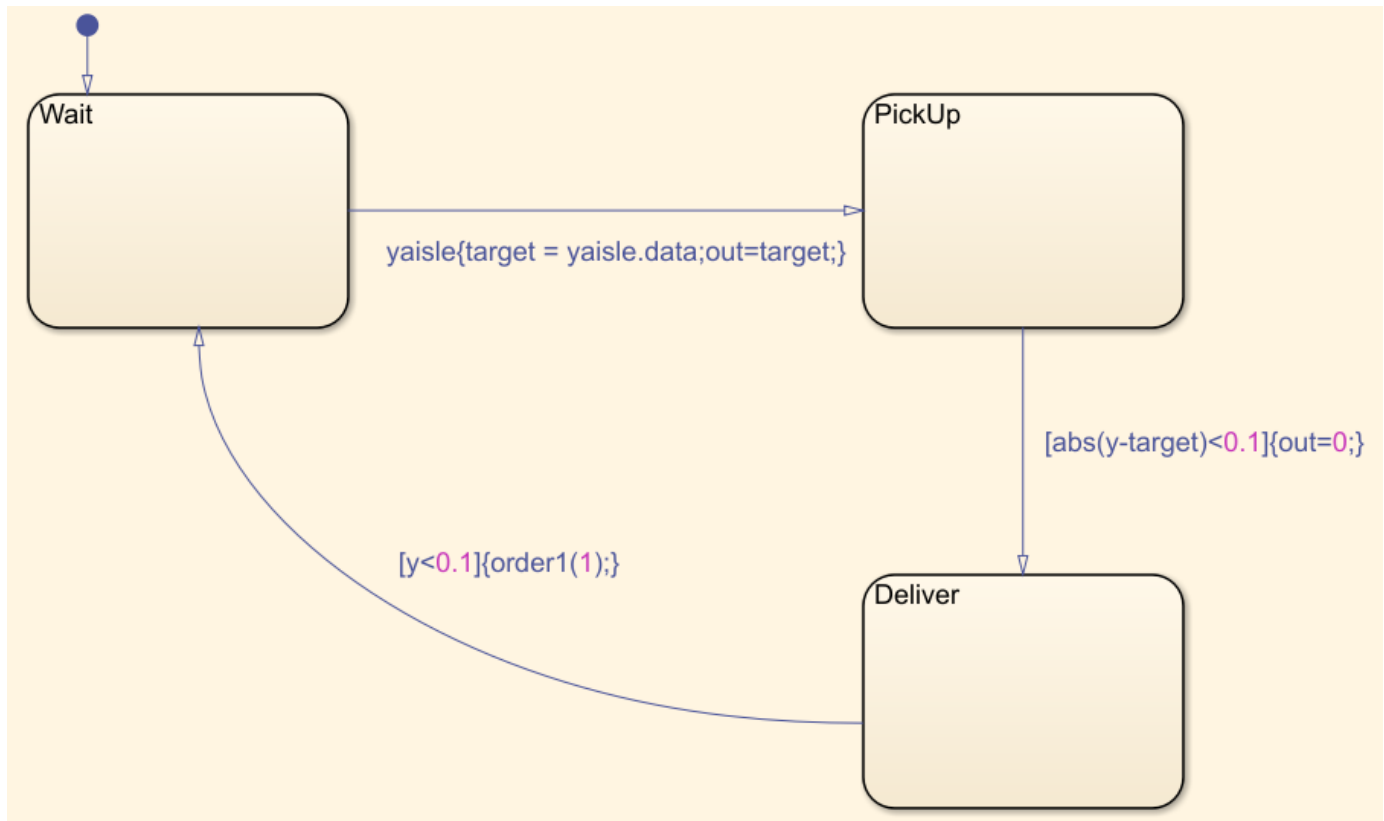 Wait
PickUp
yaisle{target = yaisle.data;out=target;}
[abs(y-target)<0.1]{out=0;}
[y<0.1]{order1(1);}
Deliver